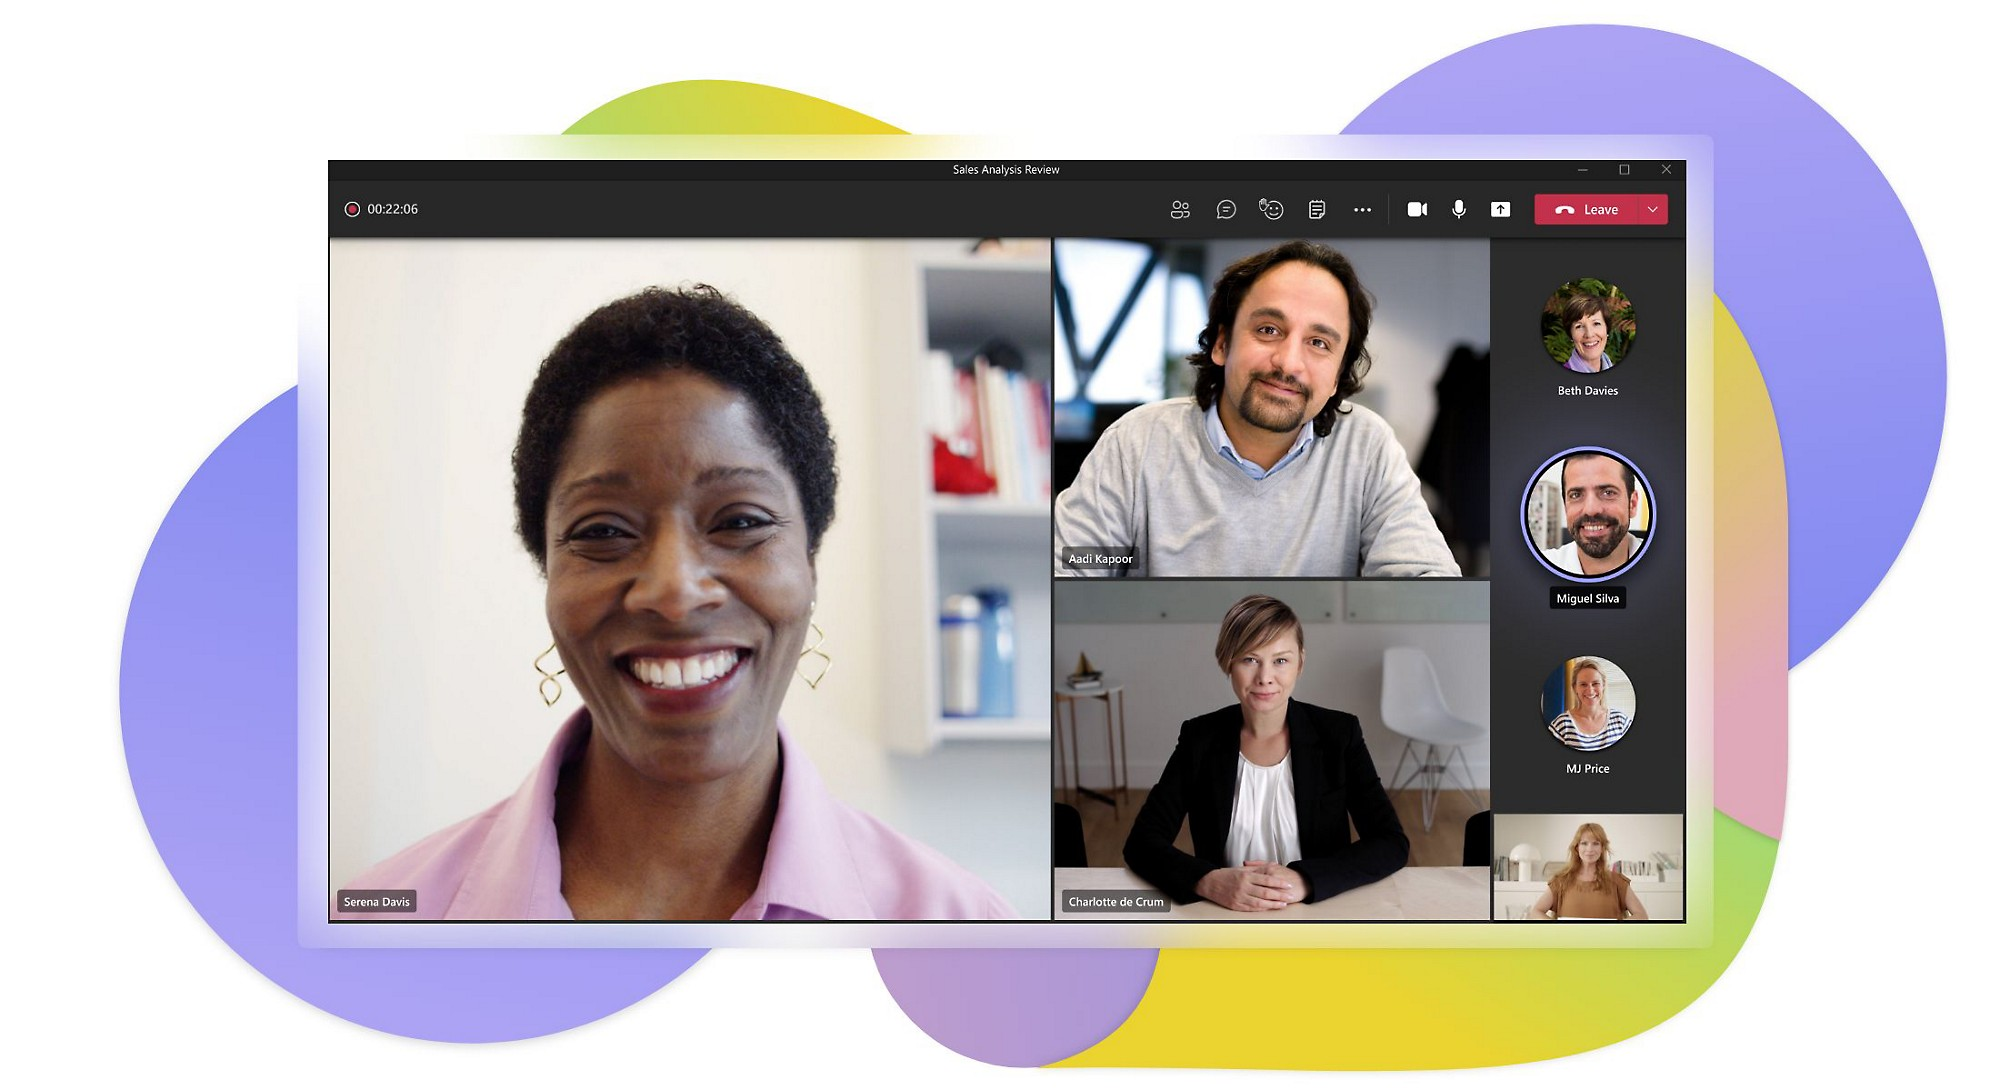 Sales Analysis Review
00:22:06
Leave
Serena Davis
Aadi Kapoor
Charlotte de Crum
Beth Davies
Miguel Silva
MJ Price